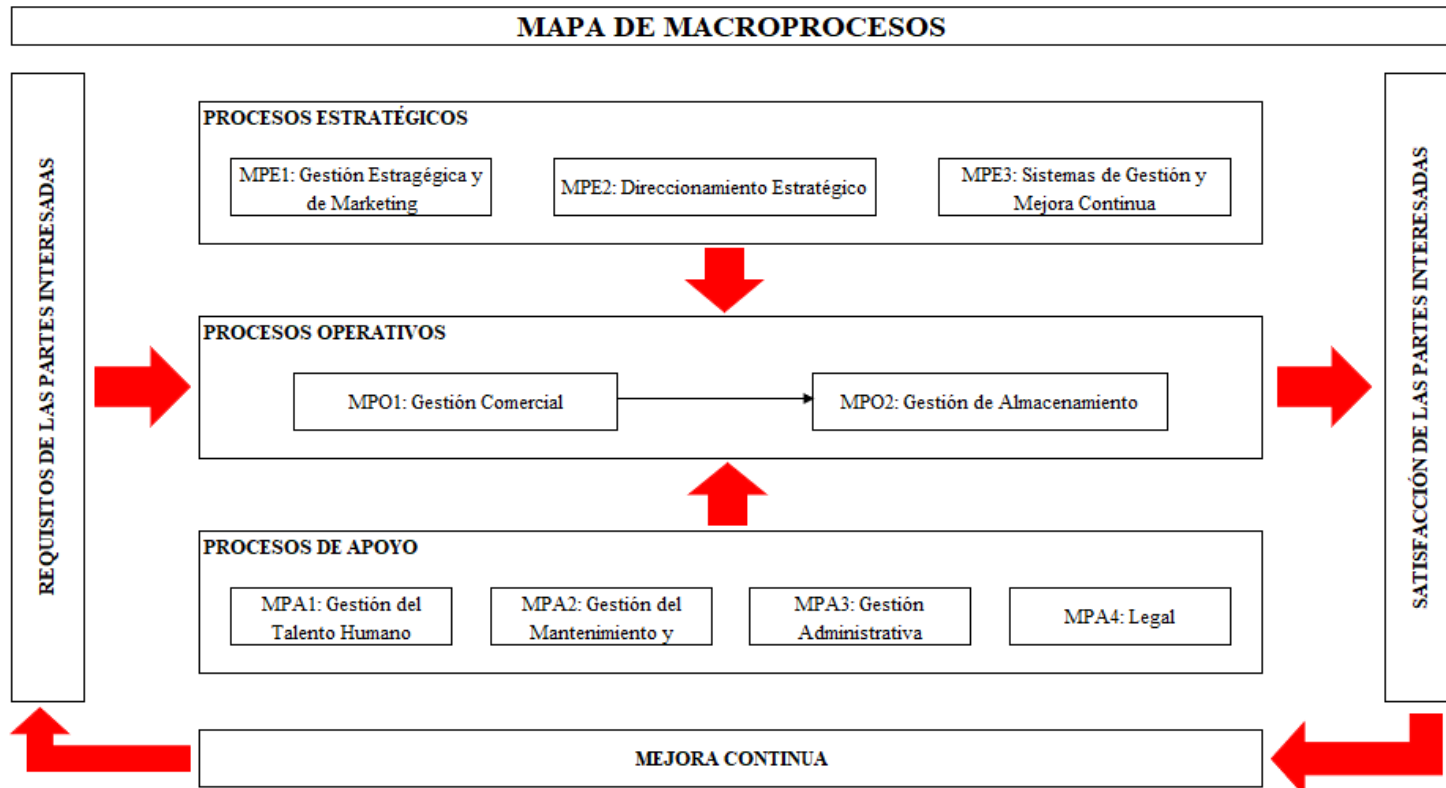 MAPA DE MACROPROCESOS
REQUISITOS DE LAS PARTES INTERESADAS
PROCESOS ESTRATÉGICOS
MPE1: Gestión Estragégica y
de Marketing
MPE2: Direccionamiento Estratégico
MPE3: Sistemas de Gestión y
Mejora Continua
PROCESOS OPERATIVOS
MPO1: Gestión Comercial
MPO2: Gestión de Almacenamiento
PROCESOS DE APOYO
MPA1: Gestión del
Talento Humano
MPA2: Gestión del
Mantenimiento y
MPA3: Gestión
Administrativa
MPA4: Legal
SATISFACCIÓN DE LAS PARTES INTERESADAS
MEJORA CONTINUA